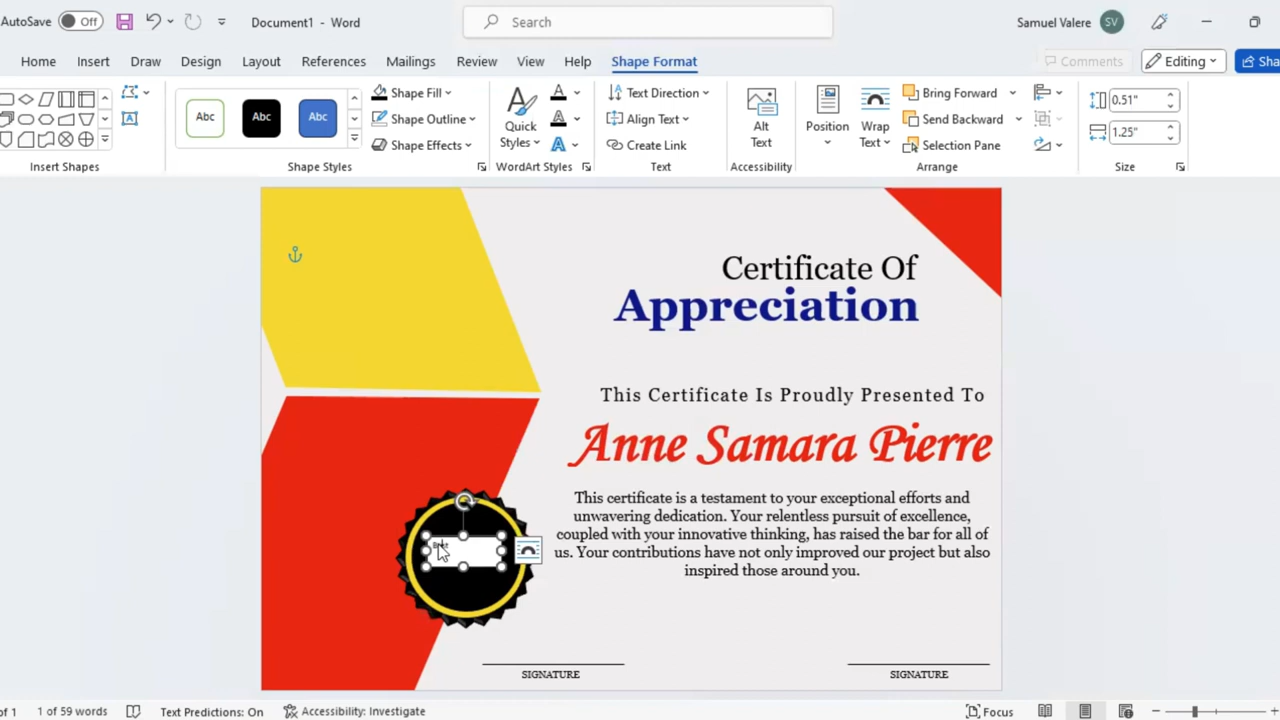 AutoSave Off Document1 - Word Search Samuel Valere SV
Home Insert Draw Design Layout References Mailings Review View Help Shape Format Comments Editing
Abc Abc Abc
Shape Fill
Shape Outline
Shape Effects
Quick Styles
Text Direction
Align Text
Create Link
Alt Text
Position
Wrap Text
Bring Forward
Send Backward
Selection Pane
0.51"
1.25"
Insert Shapes Shape Styles WordArt Styles Text Accessibility Arrange Size
Certificate Of
Appreciation
This Certificate Is Proudly Presented To
Anne Samara Pierre
This certificate is a testament to your exceptional efforts and
unwavering dedication. Your relentless pursuit of excellence,
coupled with your innovative thinking, has raised the bar for all of
us. Your contributions have not only improved our project but also
inspired those around you.
SIGNATURE SIGNATURE
of 1 1 of 59 words Text Predictions: On Accessibility: Investigate Focus